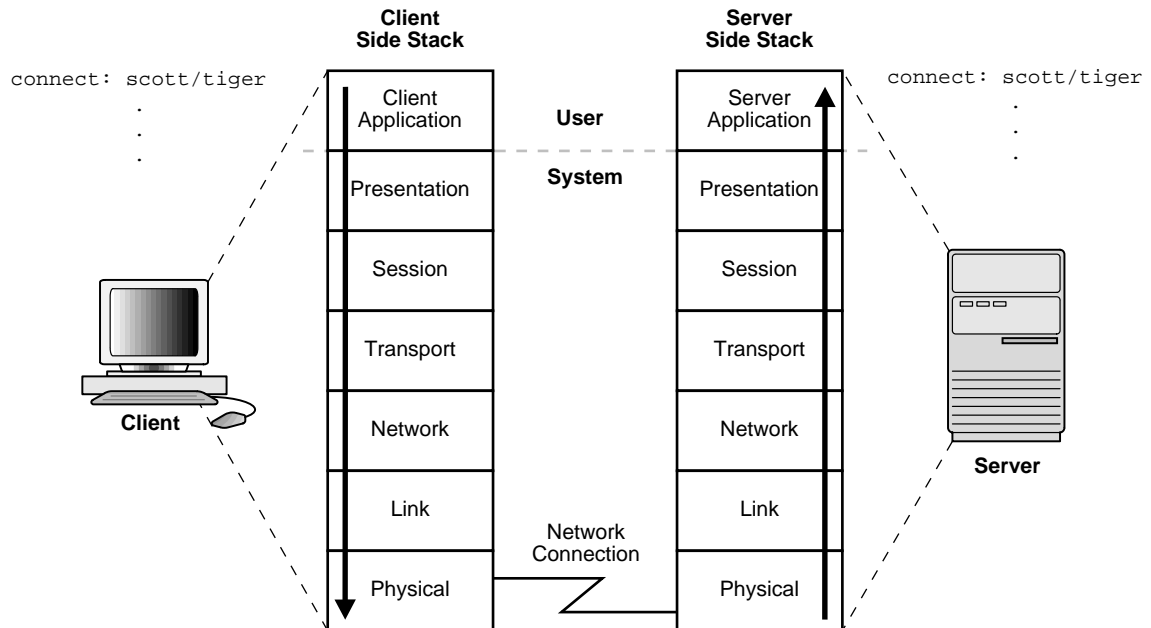 Client
Side Stack
Server
Side Stack
connect: scott/tiger
.
.
.
connect: scott/tiger
.
.
.
Client
Application
User
Server
Application
System
Presentation
Presentation
Session
Session
Transport
Transport
Network
Network
Client
Server
Link
Link
Network
Connection
Physical
Physical